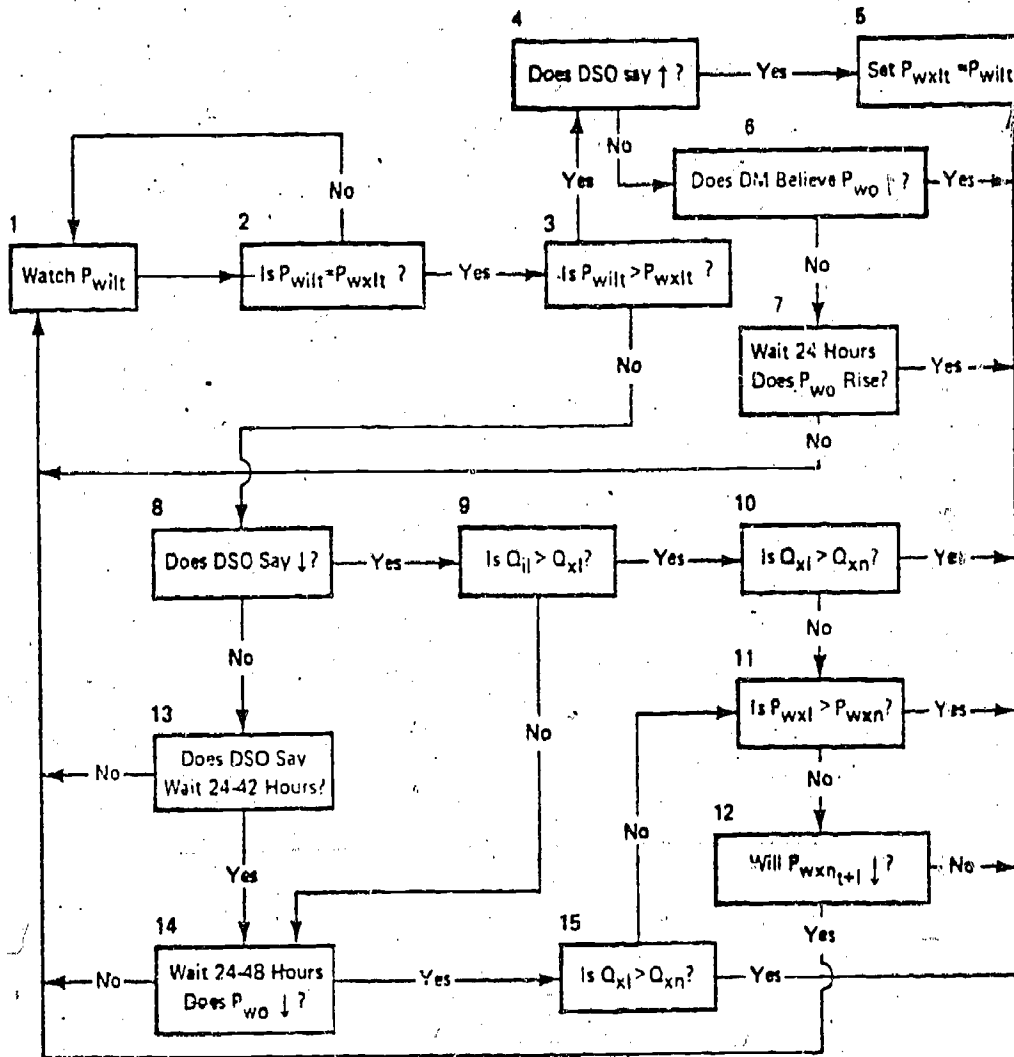 4
Does DSO say ↑ ?
Yes
5
Set P_wxlt = P_wilt
No
6
Does DM Believe P_wo ↑ ?
Yes
No
Yes
1
Watch P_wilt
2
Is P_wilt = P_wxlt ?
Yes
3
Is P_wilt > P_wxlt ?
No
7
Wait 24 Hours
Does P_wo Rise?
Yes
No
No
8
Does DSO Say ↓ ?
Yes
9
Is Q_il > Q_xl ?
Yes
10
Is Q_xl > Q_xn ?
Yes
No
No
11
Is P_wxl > P_wxn ?
Yes
13
Does DSO Say
Wait 24-42 Hours?
No
No
No
No
12
Will P_wxn_t+l ↓ ?
No
Yes
Yes
14
Wait 24-48 Hours
Does P_wo ↓ ?
No
Yes
15
Is Q_xl > Q_xn ?
Yes